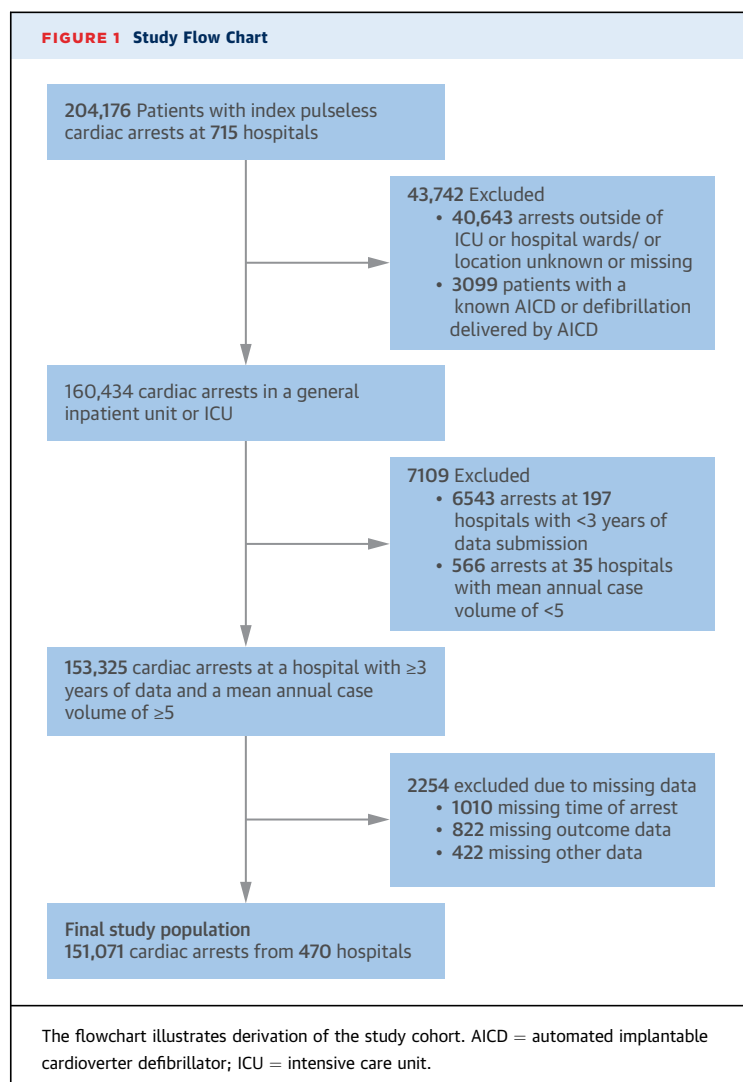 FIGURE 1 Study Flow Chart
204,176 Patients with index pulseless
cardiac arrests at 715 hospitals
43,742 Excluded
• 40,643 arrests outside of
ICU or hospital wards/ or
location unknown or missing
• 3099 patients with a
known AICD or defibrillation
delivered by AICD
160,434 cardiac arrests in a general
inpatient unit or ICU
7109 Excluded
• 6543 arrests at 197
hospitals with <3 years of
data submission
• 566 arrests at 35 hospitals
with mean annual case
volume of <5
153,325 cardiac arrests at a hospital with ≥3
years of data and a mean annual case
volume of ≥5
2254 excluded due to missing data
• 1010 missing time of arrest
• 822 missing outcome data
• 422 missing other data
Final study population
151,071 cardiac arrests from 470 hospitals
The flowchart illustrates derivation of the study cohort. AICD = automated implantable
cardioverter defibrillator; ICU = intensive care unit.